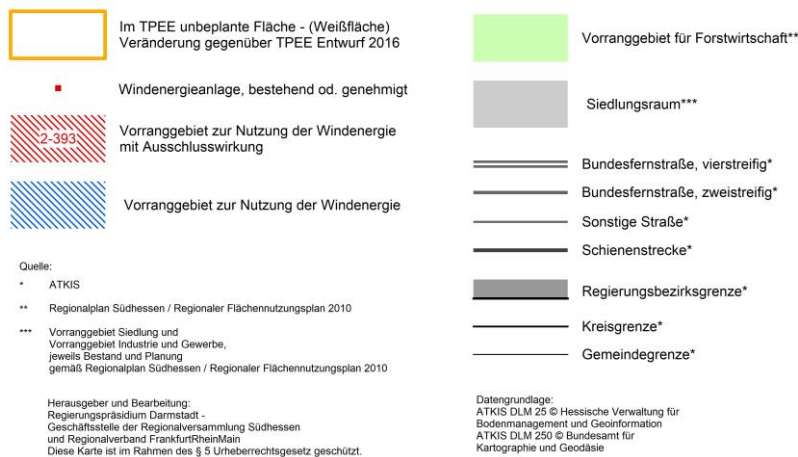 Im TPEE unbeplante Fläche - (Weißfläche)
Veränderung gegenüber TPEE Entwurf 2016
Windenergieanlage, bestehend od. genehmigt
2-393
Vorranggebiet zur Nutzung der Windenergie
mit Ausschlusswirkung
Vorranggebiet zur Nutzung der Windenergie
Quelle:
* ATKIS
** Regionalplan Südhessen / Regionaler Flächennutzungsplan 2010
*** Vorranggebiet Siedlung und
Vorranggebiet Industrie und Gewerbe,
jeweils Bestand und Planung
gemäß Regionalplan Südhessen / Regionaler Flächennutzungsplan 2010
Herausgeber und Bearbeitung:
Regierungspräsidium Darmstadt -
Geschäftsstelle der Regionalversammlung Südhessen
und Regionalverband FrankfurtRheinMain
Diese Karte ist im Rahmen des § 5 Urheberrechtsgesetz geschützt.
Vorranggebiet für Forstwirtschaft**
Siedlungsraum***
Bundesfernstraße, vierstreifig*
Bundesfernstraße, zweistreifig*
Sonstige Straße*
Schienenstrecke*
Regierungsbezirksgrenze*
Kreisgrenze*
Gemeindegrenze*
Datengrundlage:
ATKIS DLM 25 © Hessische Verwaltung für
Bodenmanagement und Geoinformation
ATKIS DLM 250 © Bundesamt für
Kartographie und Geodäsie